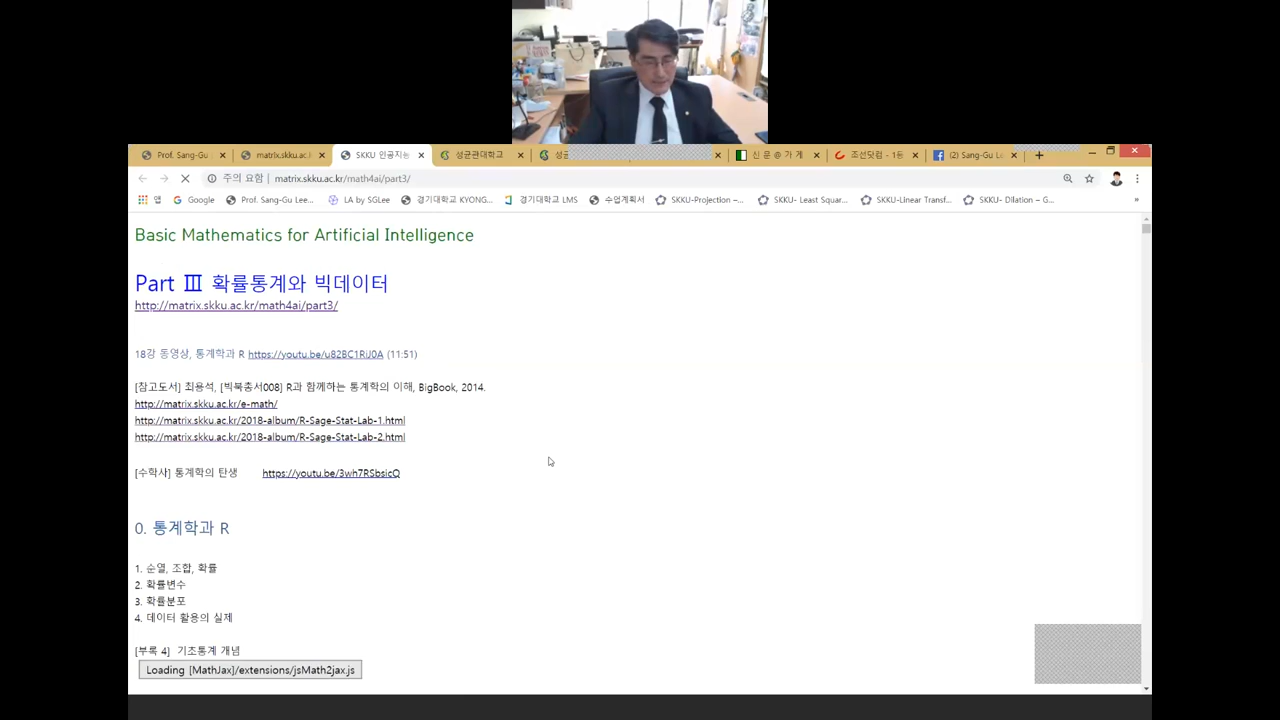 Prof. Sang-Gu
matrix.skku.ac.
SKKU 인공지능
성균관대학교
성균
신 문 @ 가 게
조선닷컴 - 1등
(2) Sang-Gu Le
주의 요함 | matrix.skku.ac.kr/math4ai/part3/
앱
Google
Prof. Sang-Gu Lee...
LA by SGLee
경기대학교 KYONG...
경기대학교 LMS
수업계획서
SKKU-Projection –...
SKKU- Least Squar...
SKKU-Linear Transf...
SKKU- Dilation – G...
»
Basic Mathematics for Artificial Intelligence
Part Ⅲ 확률통계와 빅데이터
http://matrix.skku.ac.kr/math4ai/part3/
18강 동영상, 통계학과 R https://youtu.be/u82BC1RiJ0A (11:51)
[참고도서] 최용석, [빅북총서008] R과 함께하는 통계학의 이해, BigBook, 2014.
http://matrix.skku.ac.kr/e-math/
http://matrix.skku.ac.kr/2018-album/R-Sage-Stat-Lab-1.html
http://matrix.skku.ac.kr/2018-album/R-Sage-Stat-Lab-2.html
[수학사] 통계학의 탄생 https://youtu.be/3wh7RSbsicQ
0. 통계학과 R
1. 순열, 조합, 확률
2. 확률변수
3. 확률분포
4. 데이터 활용의 실제
[부록 4] 기초통계 개념
Loading [MathJax]/extensions/jsMath2jax.js